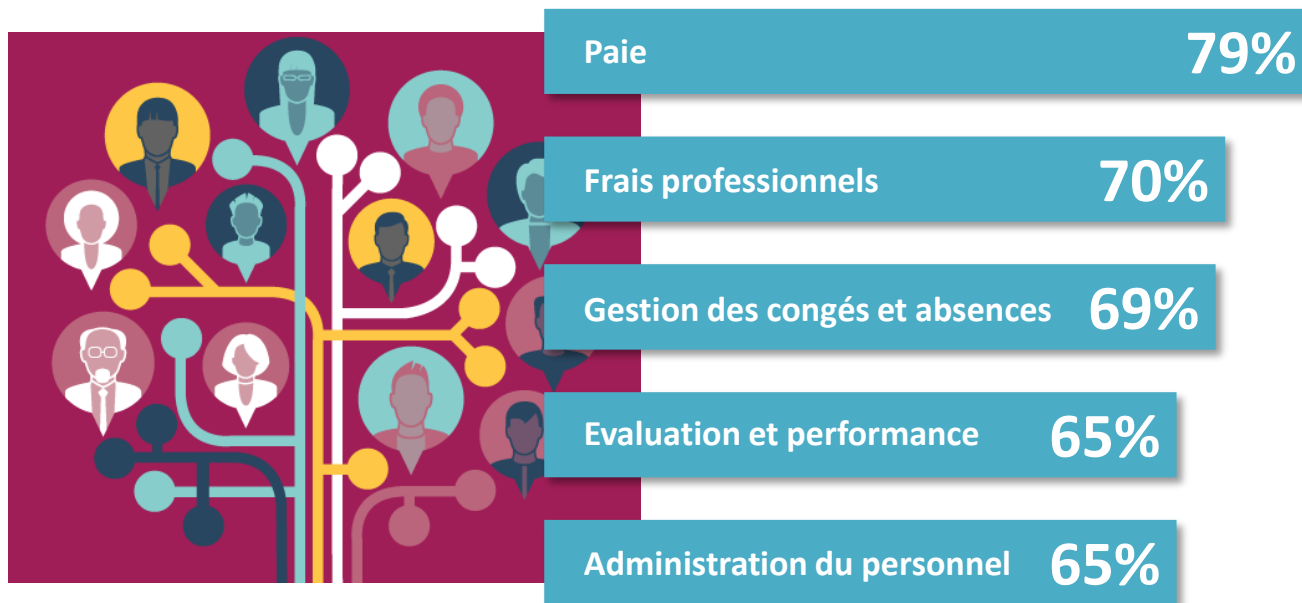 Paie 79%
Frais professionnels 70%
Gestion des congés et absences 69%
Evaluation et performance 65%
Administration du personnel 65%